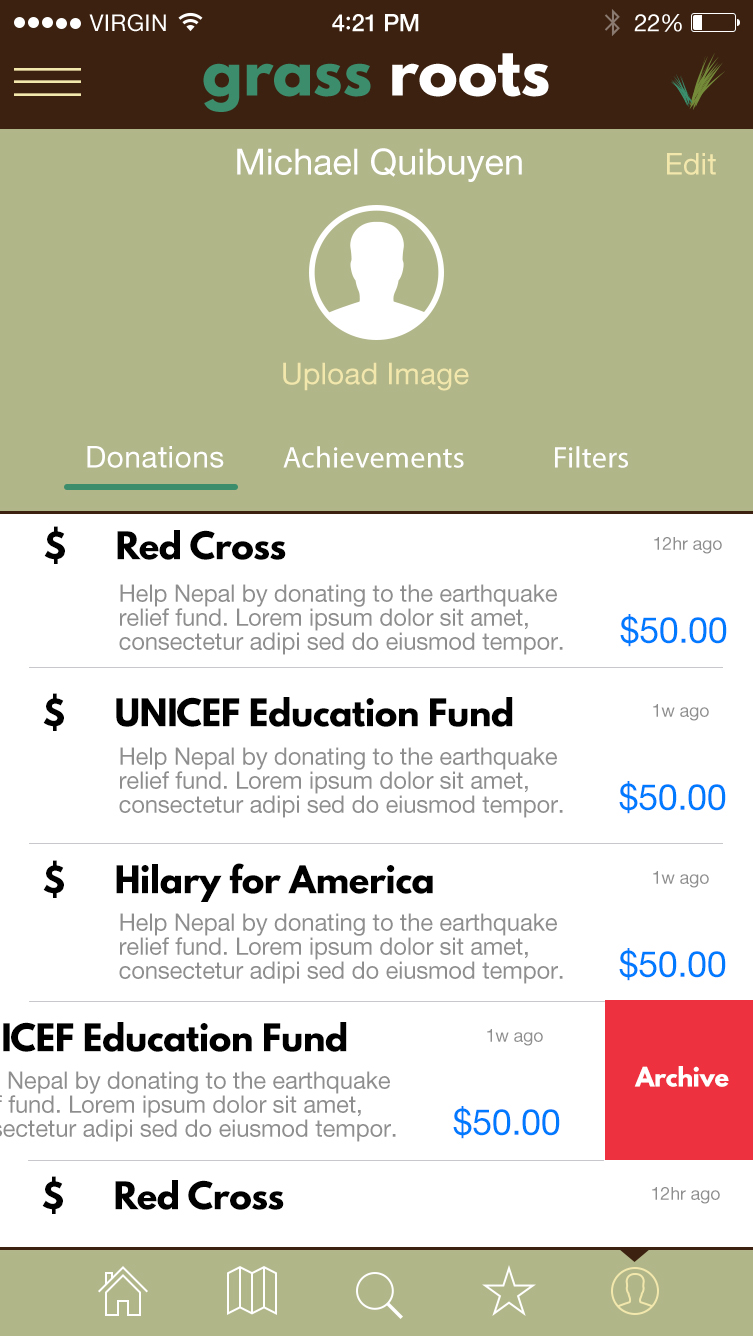 VIRGIN 4:21 PM 22%
grass roots
Michael Quibuyen Edit
Upload Image
Donations Achievements Filters
$ Red Cross 12hr ago
Help Nepal by donating to the earthquake
relief fund. Lorem ipsum dolor sit amet,
consectetur adipi sed do eiusmod tempor.
$50.00
$ UNICEF Education Fund 1w ago
Help Nepal by donating to the earthquake
relief fund. Lorem ipsum dolor sit amet,
consectetur adipi sed do eiusmod tempor.
$50.00
$ Hilary for America 1w ago
Help Nepal by donating to the earthquake
relief fund. Lorem ipsum dolor sit amet,
consectetur adipi sed do eiusmod tempor.
$50.00
ICEF Education Fund 1w ago
Nepal by donating to the earthquake
f fund. Lorem ipsum dolor sit amet,
sectetur adipi sed do eiusmod tempor.
$50.00
Archive
$ Red Cross 12hr ago